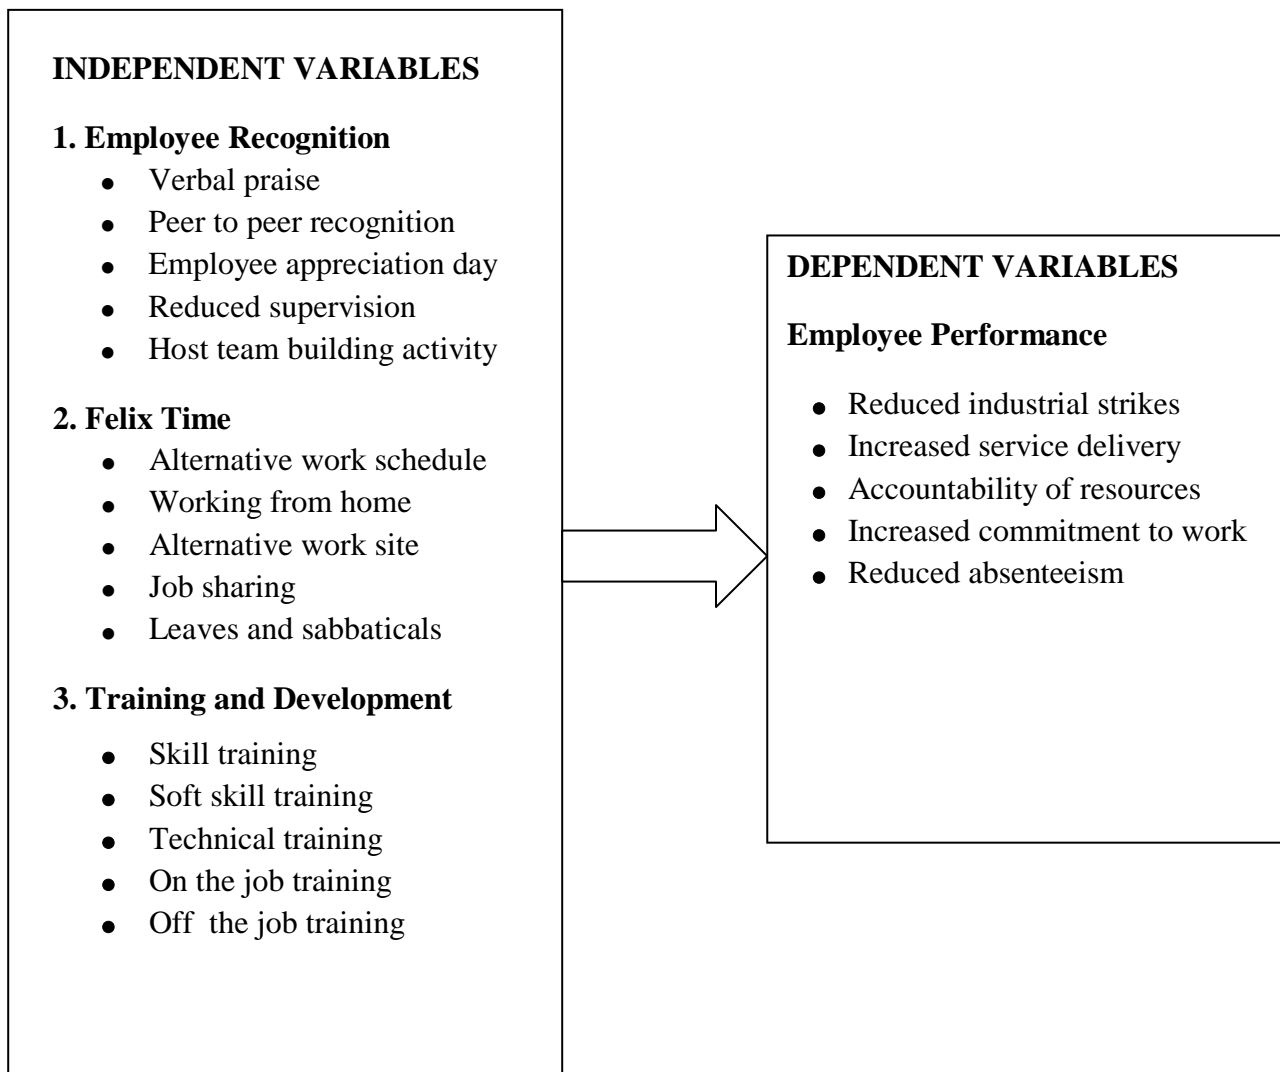 INDEPENDENT VARIABLES
1. Employee Recognition
● Verbal praise
● Peer to peer recognition
● Employee appreciation day
● Reduced supervision
● Host team building activity
2. Felix Time
● Alternative work schedule
● Working from home
● Alternative work site
● Job sharing
● Leaves and sabbaticals
3. Training and Development
● Skill training
● Soft skill training
● Technical training
● On the job training
● Off the job training
DEPENDENT VARIABLES
Employee Performance
● Reduced industrial strikes
● Increased service delivery
● Accountability of resources
● Increased commitment to work
● Reduced absenteeism